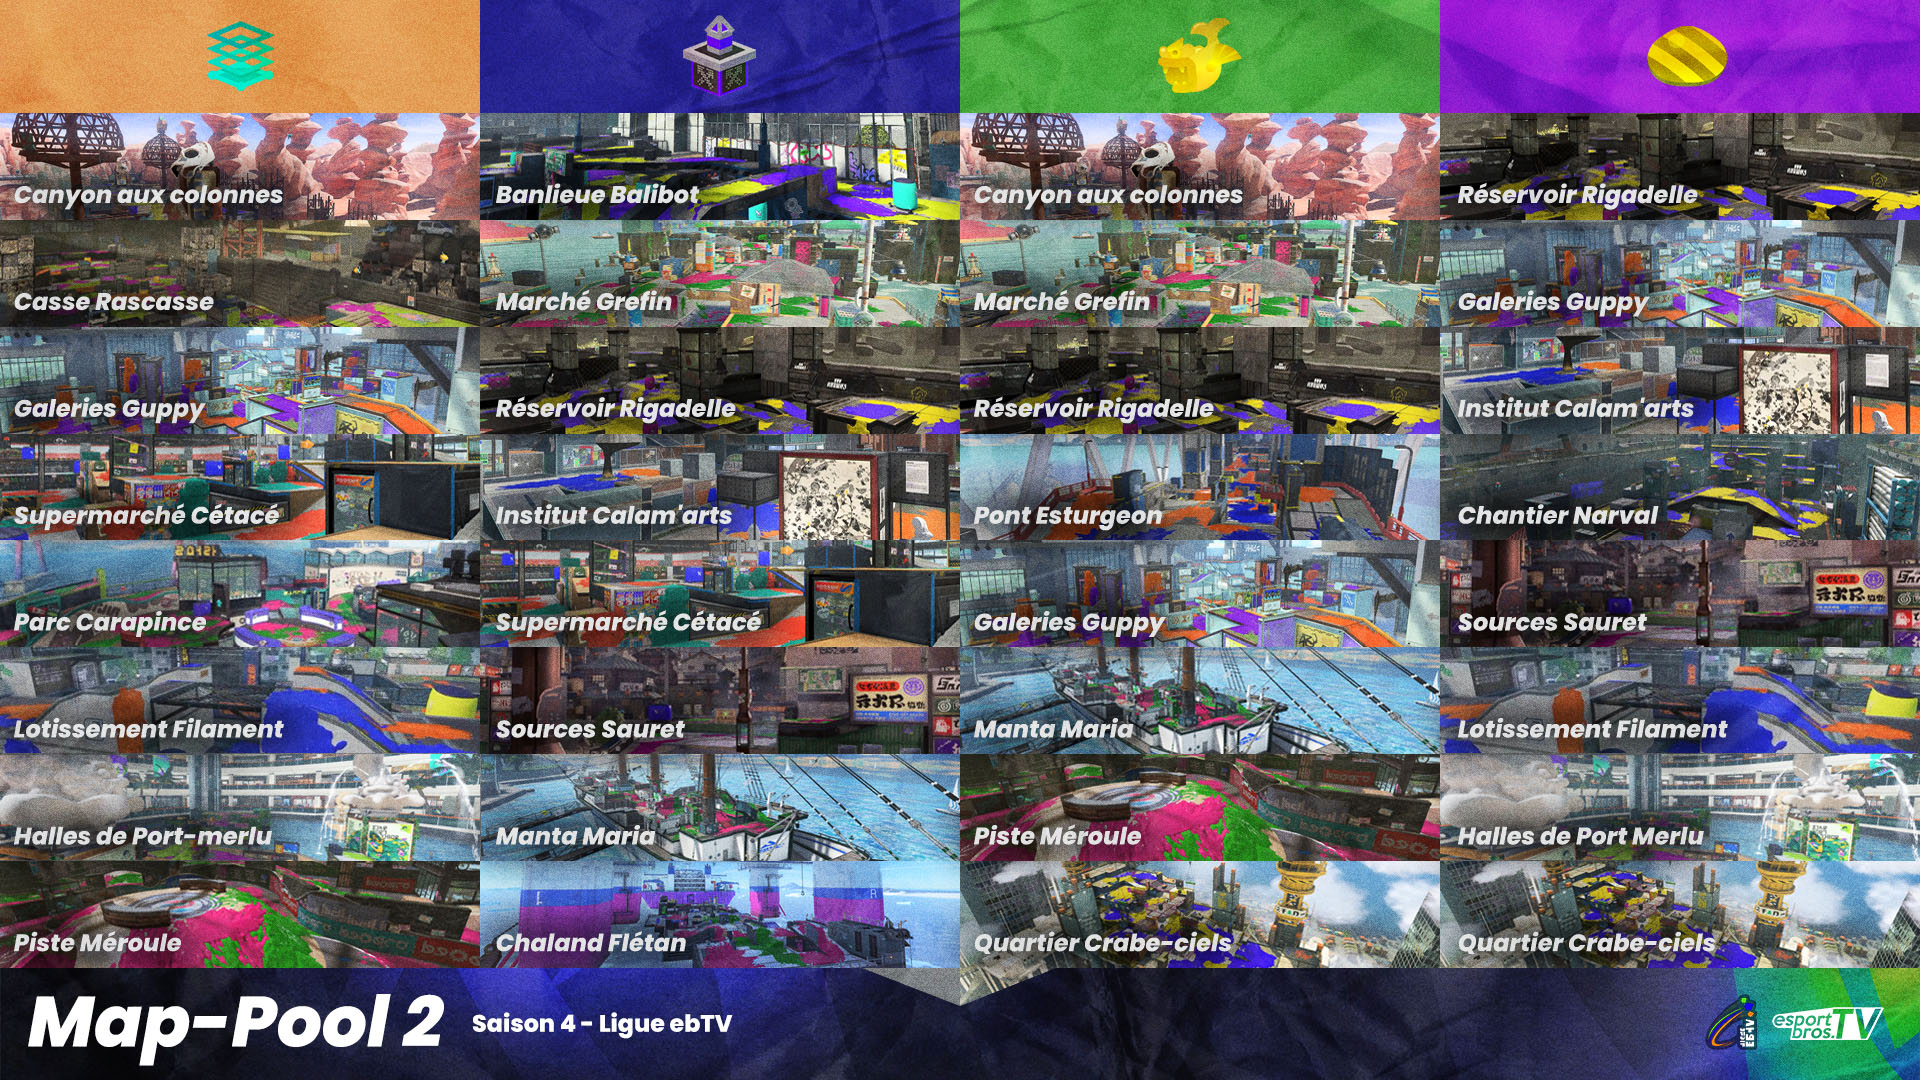 Canyon aux colonnes
Banlieue Balibot
Canyon aux colonnes
Réservoir Rigadelle
Casse Rascasse
Marché Grefin
Marché Grefin
Galeries Guppy
Galeries Guppy
Réservoir Rigadelle
Réservoir Rigadelle
Institut Calam'arts
Supermarché Cétacé
Institut Calam'arts
Pont Esturgeon
Chantier Narval
Parc Carapince
Supermarché Cétacé
Galeries Guppy
Sources Sauret
Lotissement Filament
Sources Sauret
Manta Maria
Lotissement Filament
Halles de Port-merlu
Manta Maria
Piste Méroule
Halles de Port Merlu
Piste Méroule
Chaland Flétan
Quartier Crabe-ciels
Quartier Crabe-ciels
Map-Pool 2
Saison 4 - Ligue ebTV
esport
bros.TV